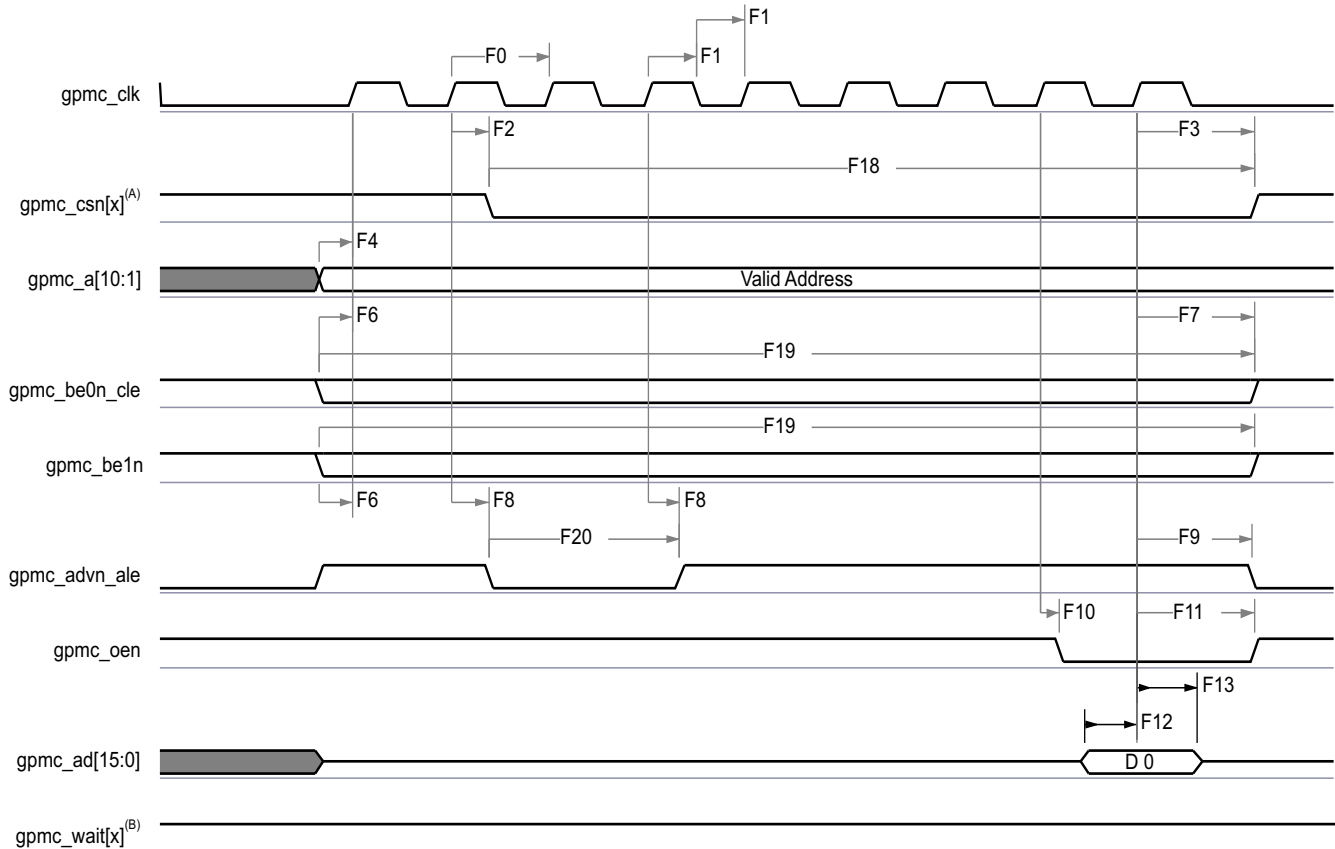 F1
F0 F1
gpmc_clk
F2 F3
F18
gpmc_csn[x](A)
F4
gpmc_a[10:1] Valid Address
F6 F7
F19
gpmc_be0n_cle
F19
gpmc_be1n
F6 F8 F8
F20 F9
gpmc_advn_ale
F10 F11
gpmc_oen
F13
F12
gpmc_ad[15:0] D 0
gpmc_wait[x](B)